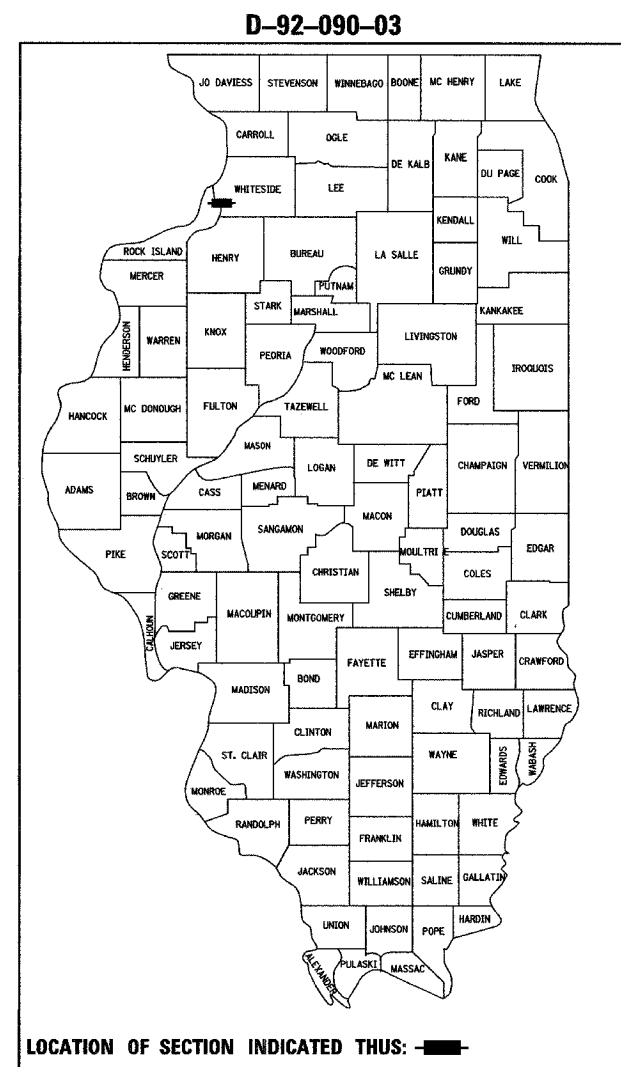 D–92–090–03
JO DAVIESS STEVENSON WINNEBAGO BOONE MC HENRY LAKE
CARROLL OGLE DE KALB KANE DU PAGE COOK
WHITESIDE LEE KENDALL WILL
ROCK ISLAND HENRY BUREAU LA SALLE GRUNDY
MERCER PUTNAM
STARK MARSHALL KANKAKEE
HENDERSON WARREN KNOX PEORIA WOODFORD LIVINGSTON IROQUOIS
MC LEAN
HANCOCK MC DONOUGH FULTON TAZEWELL FORD
MASON
SCHUYLER LOGAN DE WITT CHAMPAIGN VERMILION
ADAMS BROWN CASS MENARD PIATT
MACON
MORGAN SANGAMON DOUGLAS
PIKE SCOTT CHRISTIAN MOULTRIE EDGAR
COLES
GREENE SHELBY
CALHOUN MACOUPIN MONTGOMERY CUMBERLAND CLARK
JERSEY EFFINGHAM JASPER
FAYETTE CRAWFORD
MADISON BOND
CLAY RICHLAND LAWRENCE
CLINTON MARION
ST. CLAIR WAYNE EDWARDS WABASH
WASHINGTON JEFFERSON
MONROE
RANDOLPH PERRY HAMILTON WHITE
FRANKLIN
JACKSON WILLIAMSON SALINE GALLATIN
UNION JOHNSON POPE HARDIN
ALEXANDER PULASKI MASSAC
LOCATION OF SECTION INDICATED THUS: